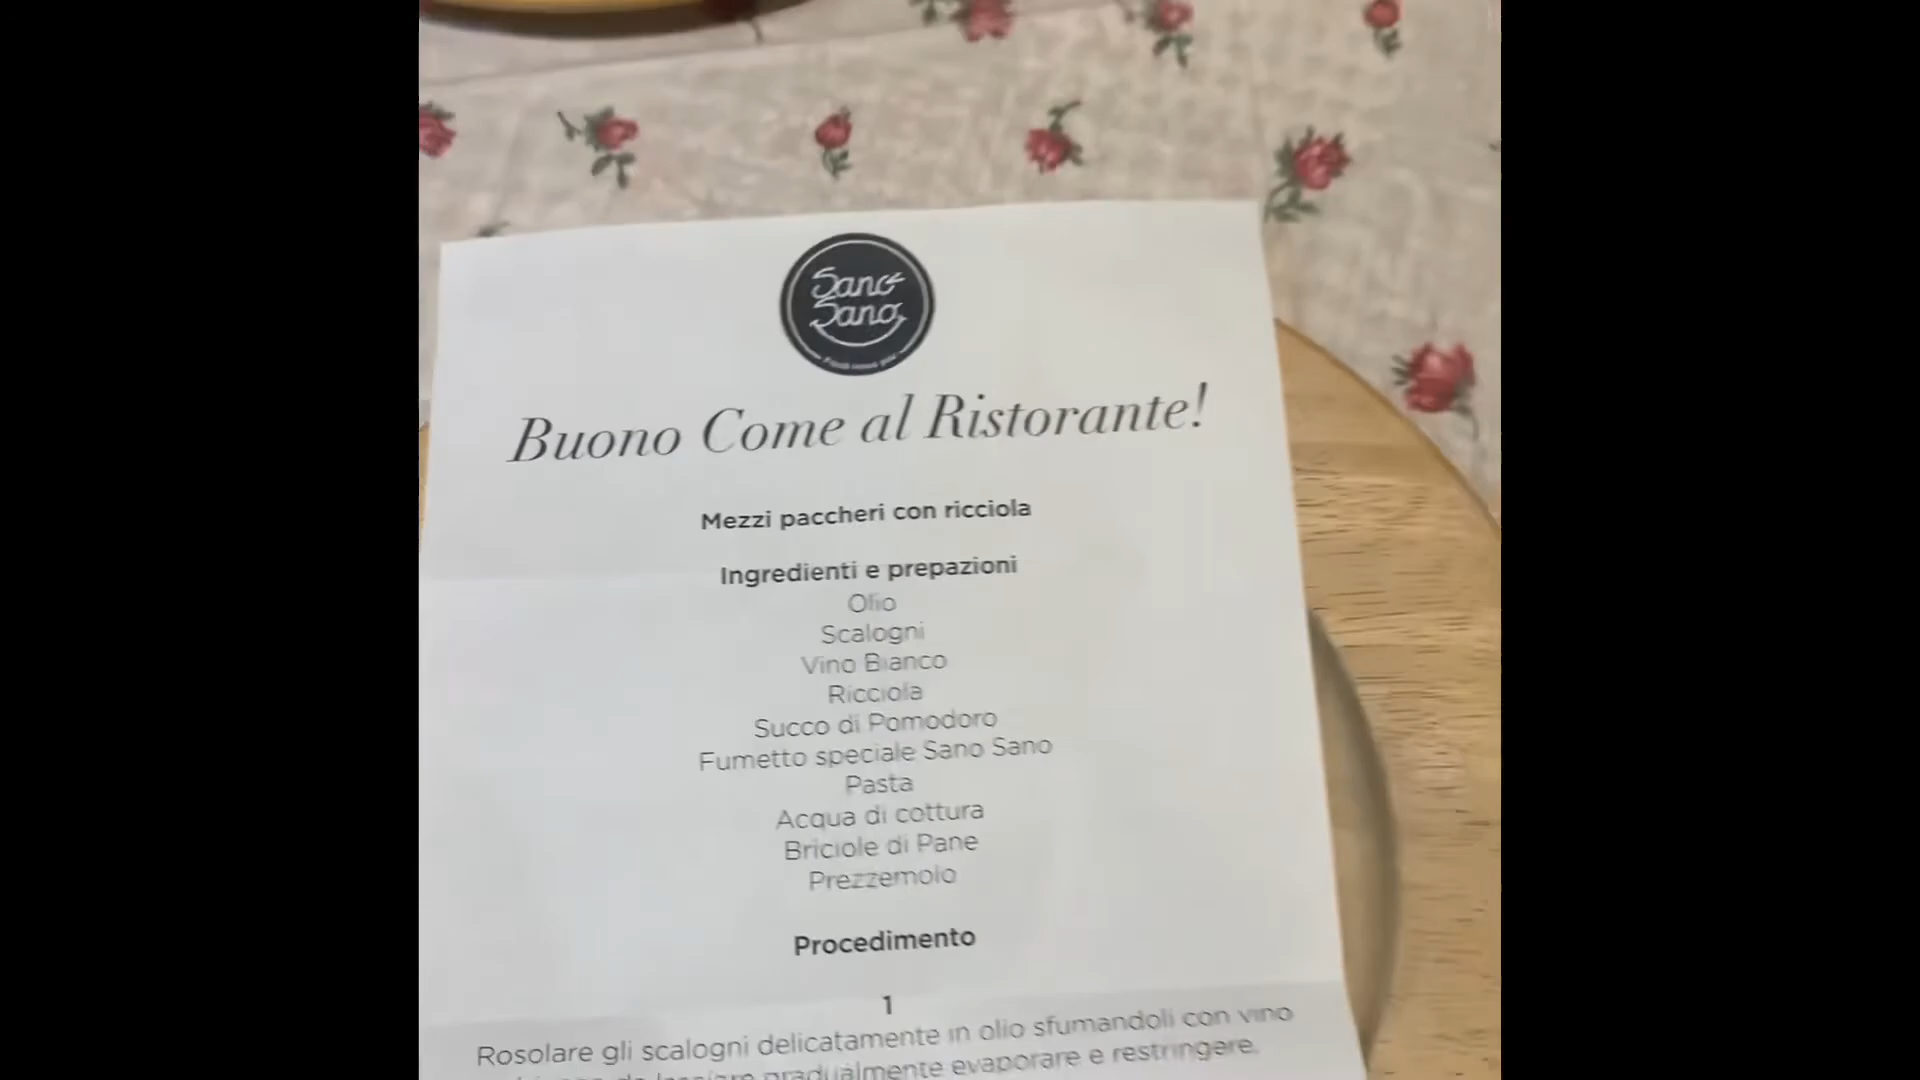 Sano
Sano
Buono Come al Ristorante!
Mezzi paccheri con ricciola
Ingredienti e prepazioni
Olio
Scalogni
Vino Bianco
Ricciola
Succo di Pomodoro
Fumetto speciale Sano Sano
Pasta
Acqua di cottura
Briciole di Pane
Prezzemolo
Procedimento
1
Rosolare gli scalogni delicatamente in olio sfumandoli con vino
gradualmente evaporare e restringere.